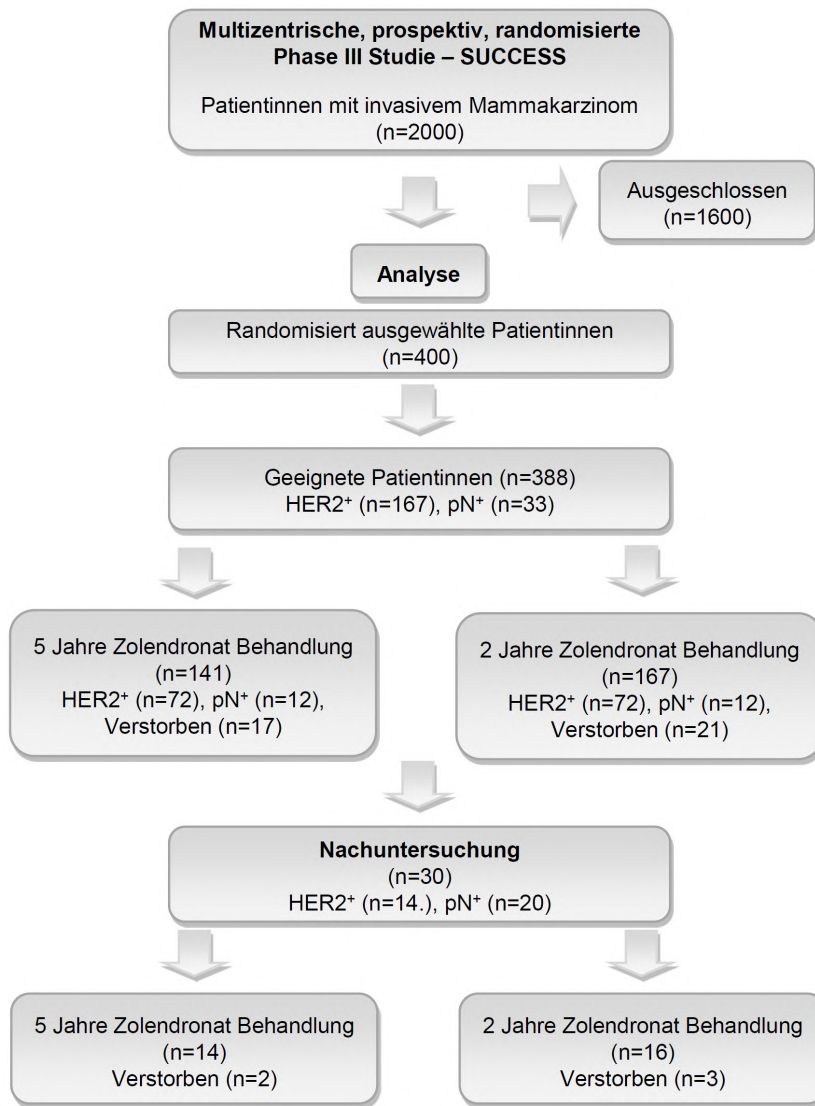 Multizentrische, prospektiv, randomisierte
Phase III Studie – SUCCESS
Patientinnen mit invasivem Mammakarzinom
(n=2000)
Ausgeschlossen
(n=1600)
Analyse
Randomisiert ausgewählte Patientinnen
(n=400)
Geeignete Patientinnen (n=388)
HER2⁺ (n=167), pN⁺ (n=33)
5 Jahre Zolendronat Behandlung
(n=141)
HER2⁺ (n=72), pN⁺ (n=12),
Verstorben (n=17)
2 Jahre Zolendronat Behandlung
(n=167)
HER2⁺ (n=72), pN⁺ (n=12),
Verstorben (n=21)
Nachuntersuchung
(n=30)
HER2⁺ (n=14.), pN⁺ (n=20)
5 Jahre Zolendronat Behandlung
(n=14)
Verstorben (n=2)
2 Jahre Zolendronat Behandlung
(n=16)
Verstorben (n=3)